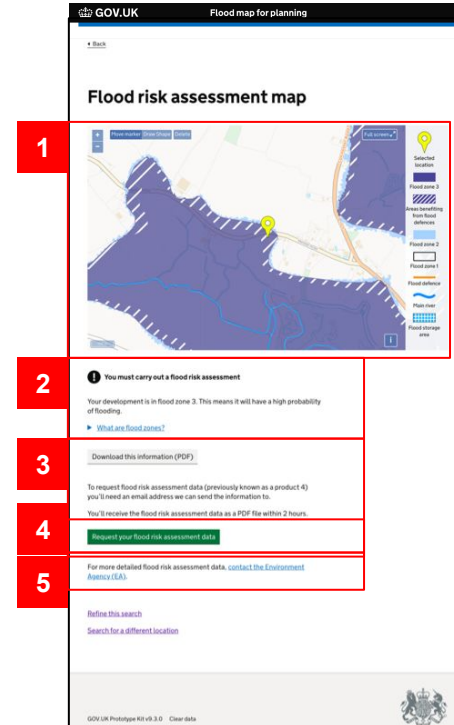 GOV.UK Flood map for planning
Back
Flood risk assessment map
1
+ Move marker Draw Shape Delete Full screen
−
Selected
location
Flood zone 3
Areas benefiting
from flood
defences
Flood zone 2
Flood zone 1
Flood defence
Main river
Flood storage
area
i
2
! You must carry out a flood risk assessment
Your development is in flood zone 3. This means it will have a high probability
of flooding.
What are flood zones?
3
Download this information (PDF)
To request flood risk assessment data (previously known as a product 4)
you'll need an email address we can send the information to.
You'll receive the flood risk assessment data as a PDF file within 2 hours.
4
Request your flood risk assessment data
5
For more detailed flood risk assessment data, contact the Environment
Agency (EA).
Refine this search
Search for a different location
GOV.UK Prototype Kit v9.3.0 Clear data